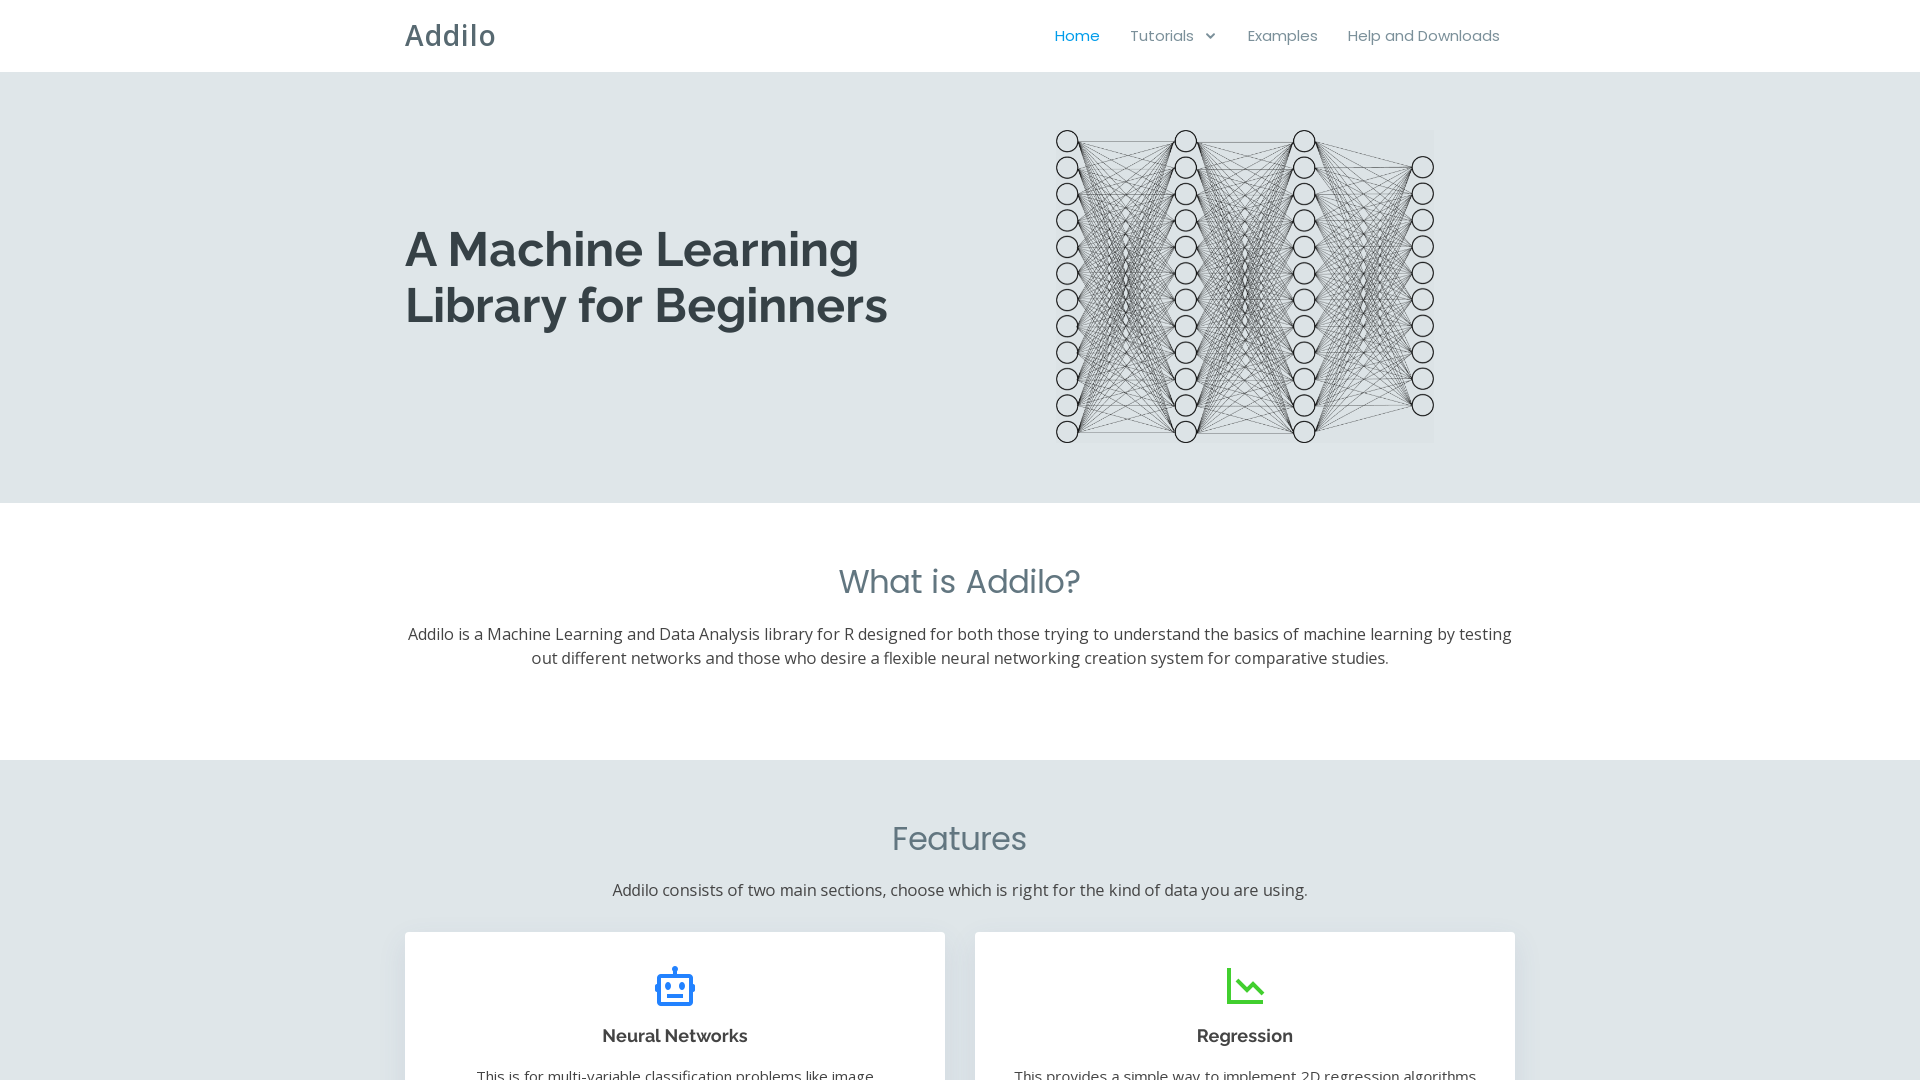 Addilo
Home
Tutorials
Examples
Help and Downloads
A Machine Learning
Library for Beginners
What is Addilo?
Addilo is a Machine Learning and Data Analysis library for R designed for both those trying to understand the basics of machine learning by testing
out different networks and those who desire a flexible neural networking creation system for comparative studies.
Features
Addilo consists of two main sections, choose which is right for the kind of data you are using.
Neural Networks
This is for multi-variable classification problems like image
Regression
This provides a simple way to implement 2D regression algorithms